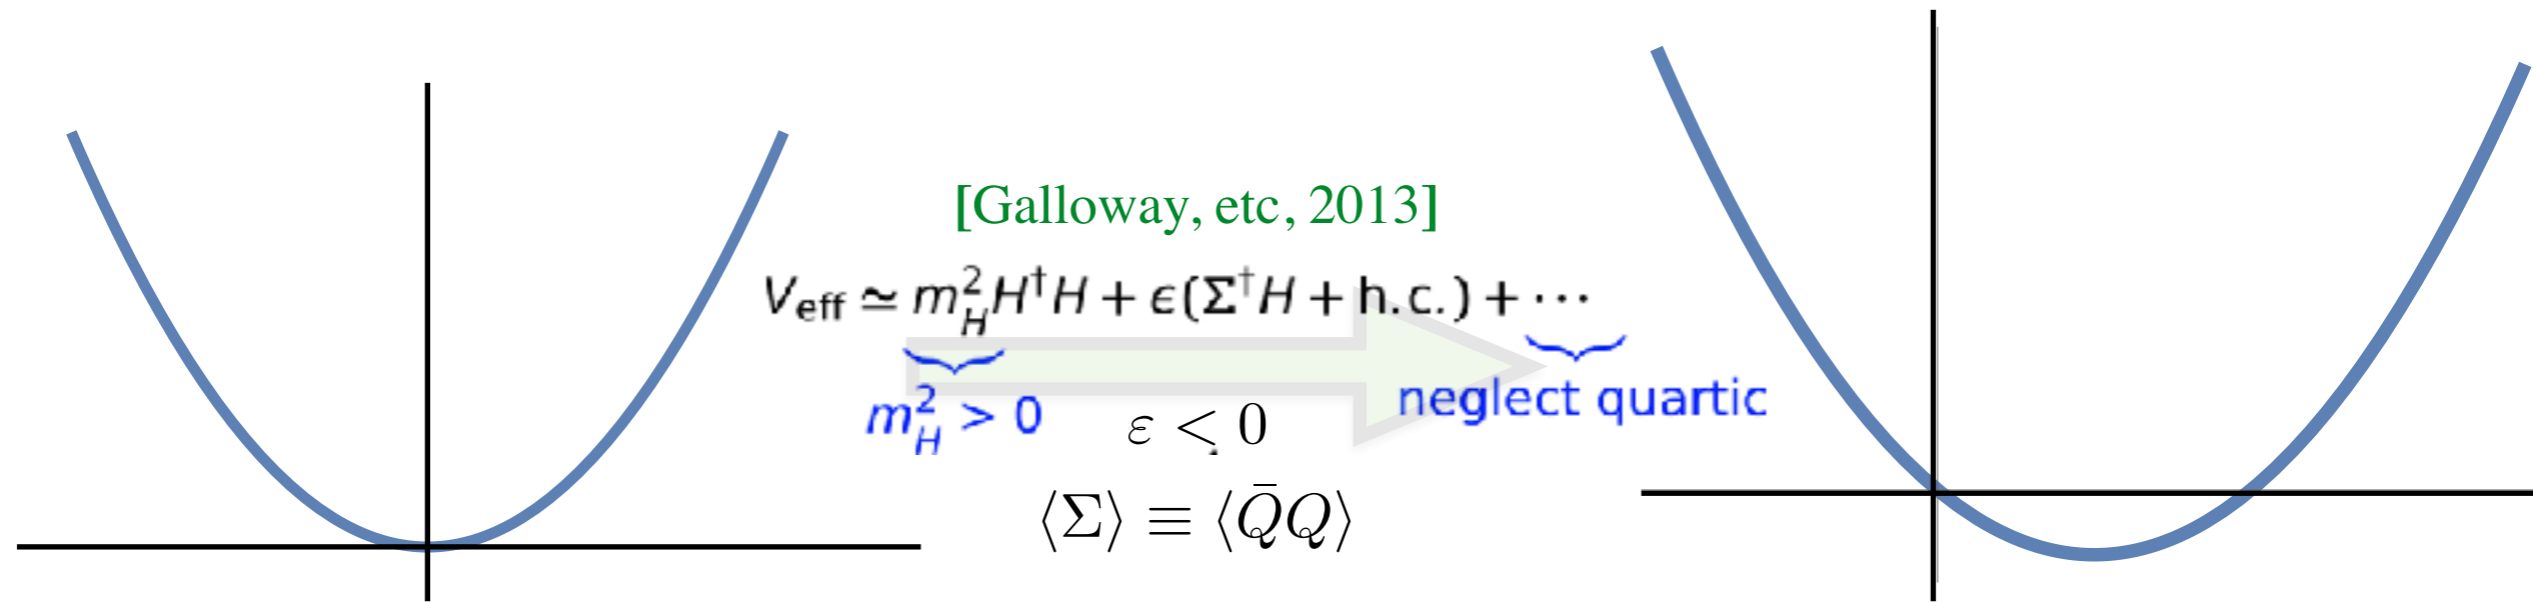 [Galloway, etc, 2013]
V_eff ≃ m_H^2 H†H + ϵ(Σ†H + h.c.) + ⋯
m_H^2 > 0
neglect quartic
ε < 0
⟨Σ⟩ ≡ ⟨Q̄Q⟩